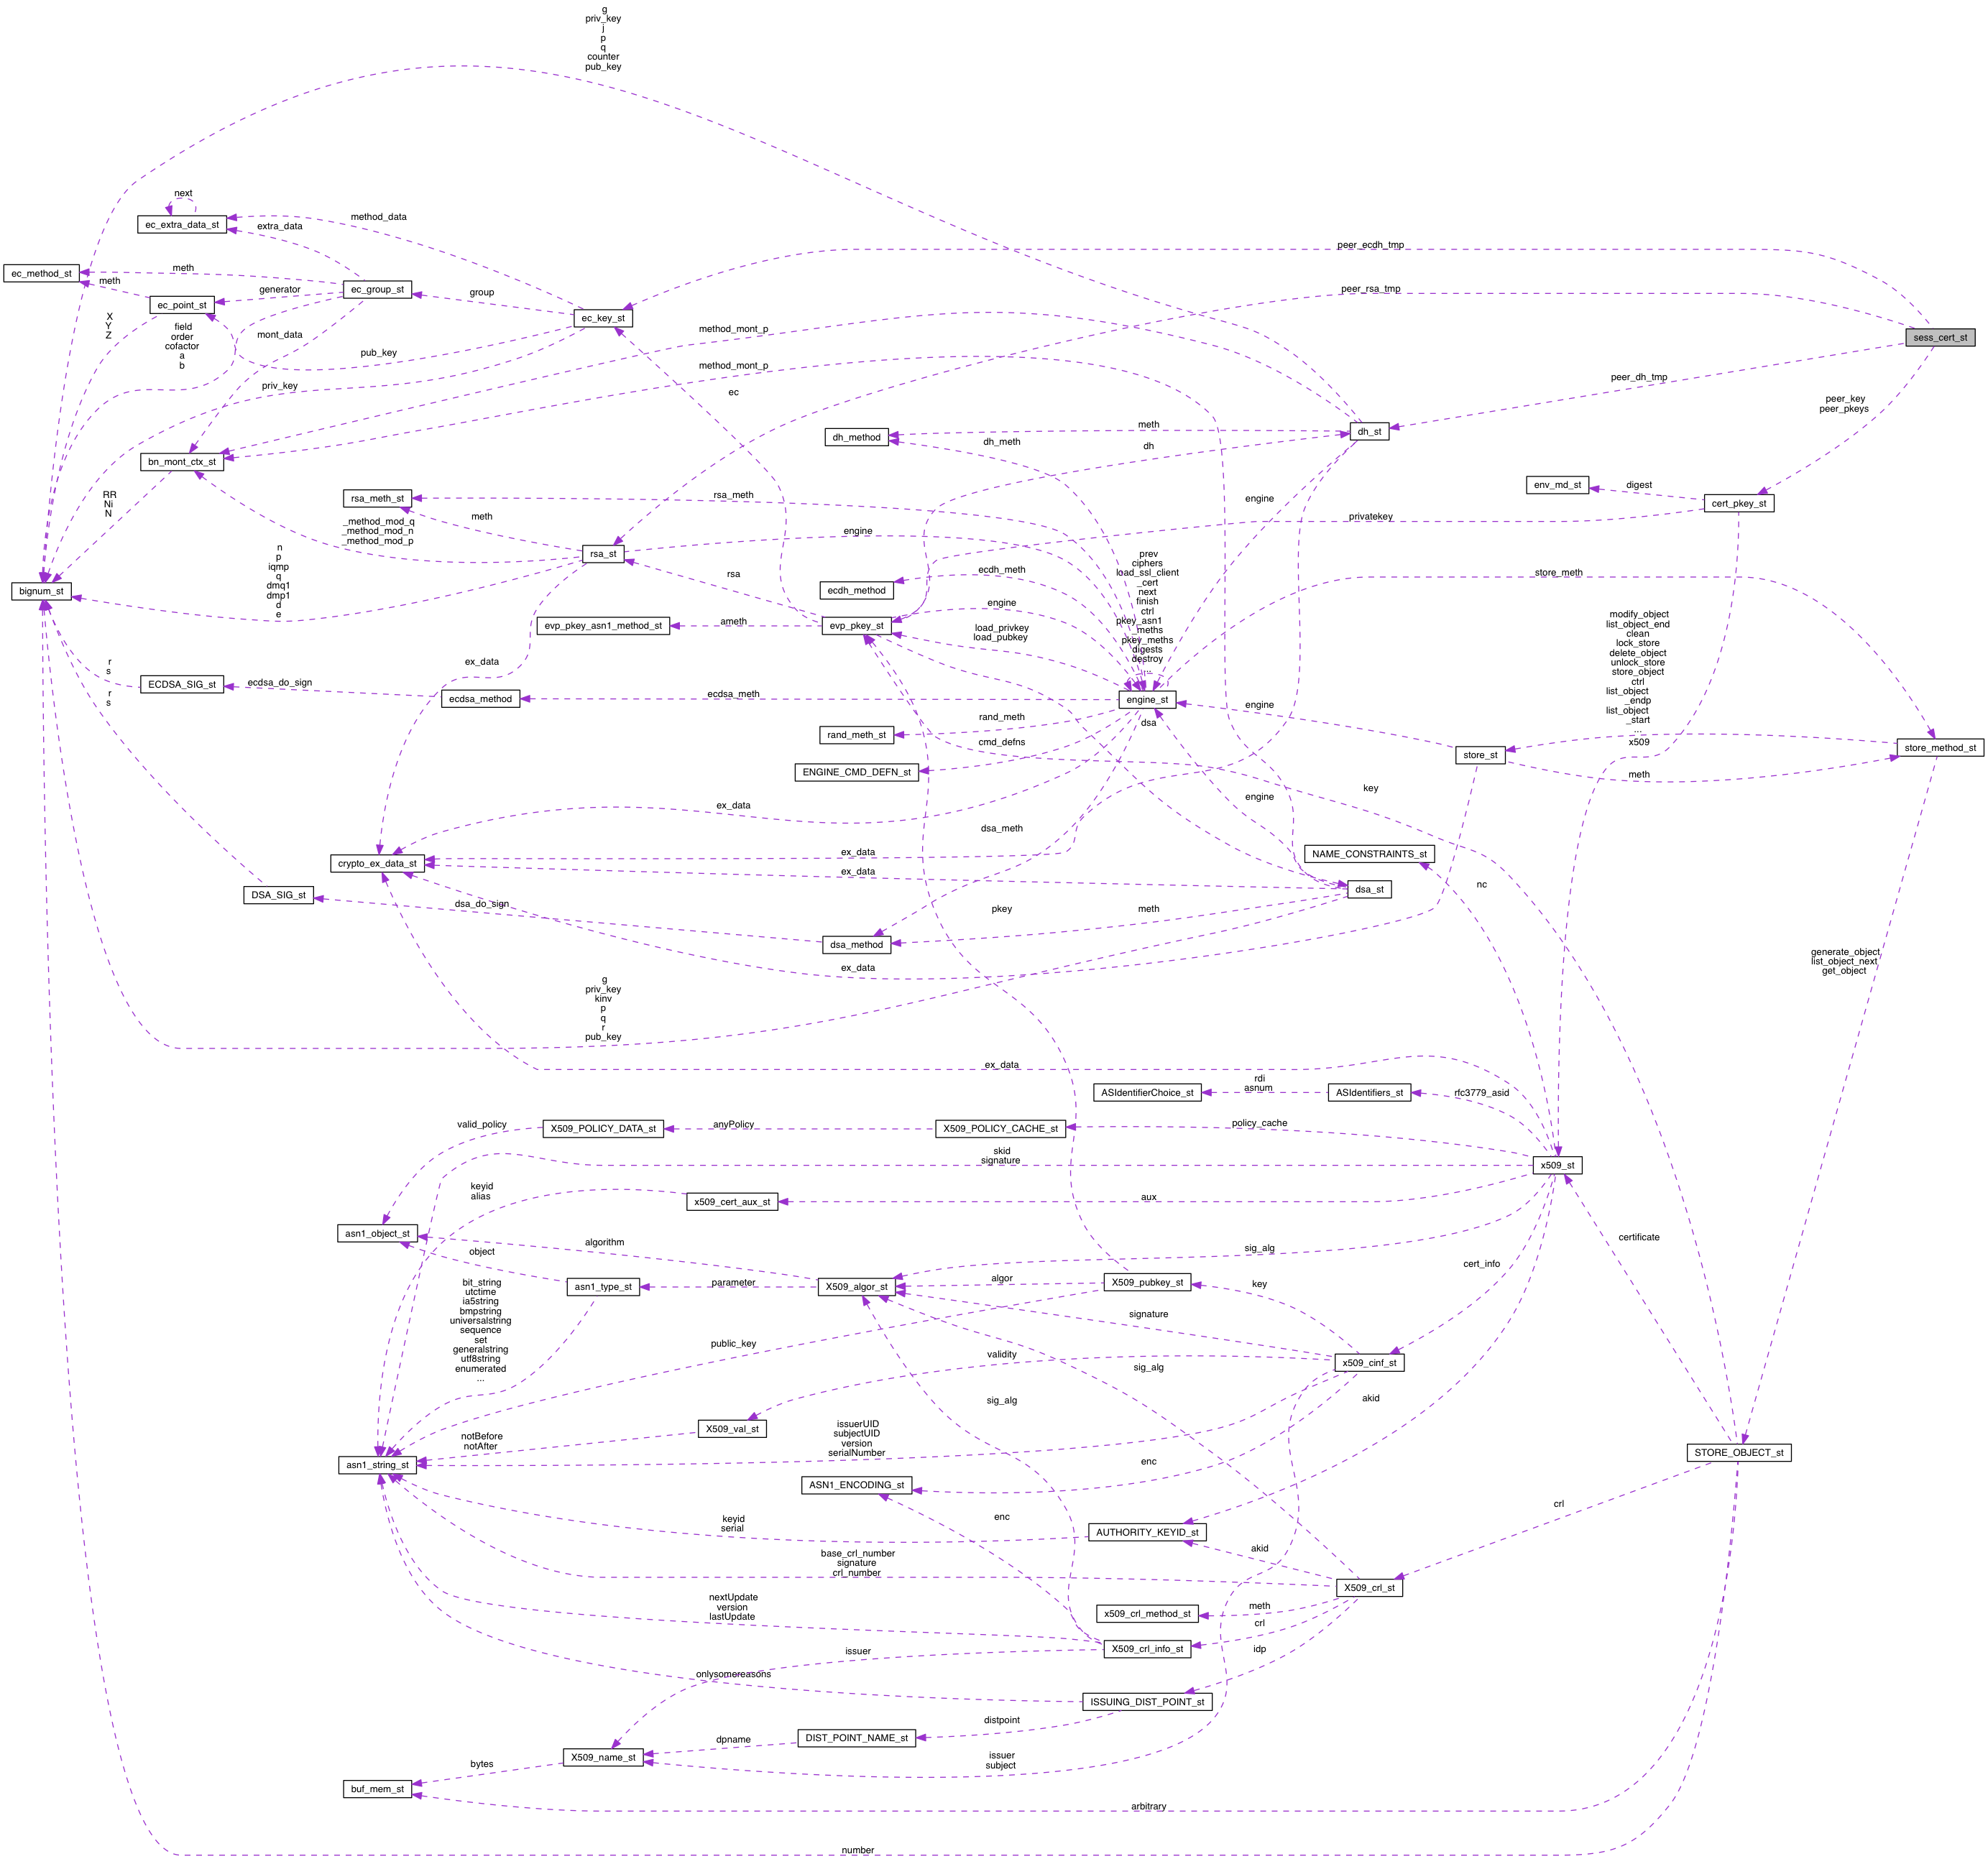 g
priv_key
j
p
q
counter
pub_key
next
ec_extra_data_st
method_data
extra_data
peer_ecdh_tmp
ec_method_st
meth
meth
ec_group_st
generator
group
ec_point_st
peer_rsa_tmp
ec_key_st
X
Y
Z
field
order
cofactor
a
b
mont_data
method_mont_p
sess_cert_st
pub_key
method_mont_p
priv_key
ec
peer_dh_tmp
peer_key
peer_pkeys
dh_method
meth
dh_st
dh_meth
dh
bn_mont_ctx_st
env_md_st
digest
cert_pkey_st
rsa_meth_st
rsa_meth
engine
RR
Ni
N
meth
_method_mod_q
_method_mod_n
_method_mod_p
engine
privatekey
rsa_st
n
p
iqmp
q
dmq1
dmp1
d
e
rsa
ecdh_method
ecdh_meth
prev
ciphers
load_ssl_client
_cert
next
finish
ctrl
pkey_asn1
_meths
pkey_meths
digests
destroy
...
store_meth
bignum_st
engine
evp_pkey_asn1_method_st
ameth
evp_pkey_st
load_privkey
load_pubkey
modify_object
list_object_end
clean
lock_store
delete_object
unlock_store
store_object
ctrl
list_object
_endp
list_object
_start
...
x509
r
s
ECDSA_SIG_st
ecdsa_do_sign
ex_data
r
s
ecdsa_method
ecdsa_meth
engine_st
engine
rand_meth_st
rand_meth
dsa
cmd_defns
store_st
store_method_st
ENGINE_CMD_DEFN_st
meth
key
ex_data
engine
dsa_meth
NAME_CONSTRAINTS_st
crypto_ex_data_st
ex_data
ex_data
DSA_SIG_st
dsa_do_sign
dsa_st
nc
pkey
meth
dsa_method
ex_data
generate_object
list_object_next
get_object
g
priv_key
kinv
p
q
r
pub_key
ex_data
ASIdentifierChoice_st
rdi
asnum
ASIdentifiers_st
rfc3779_asid
valid_policy
X509_POLICY_DATA_st
anyPolicy
X509_POLICY_CACHE_st
policy_cache
skid
signature
x509_st
keyid
alias
x509_cert_aux_st
aux
asn1_object_st
algorithm
object
sig_alg
certificate
cert_info
bit_string
utctime
ia5string
bmpstring
universalstring
sequence
set
generalstring
utf8string
enumerated
...
asn1_type_st
parameter
X509_algor_st
algor
X509_pubkey_st
key
signature
public_key
validity
x509_cinf_st
sig_alg
akid
sig_alg
X509_val_st
notBefore
notAfter
issuerUID
subjectUID
version
serialNumber
asn1_string_st
STORE_OBJECT_st
enc
ASN1_ENCODING_st
crl
enc
keyid
serial
AUTHORITY_KEYID_st
akid
base_crl_number
signature
crl_number
X509_crl_st
nextUpdate
version
lastUpdate
x509_crl_method_st
meth
crl
X509_crl_info_st
issuer
idp
onlysomereasons
ISSUING_DIST_POINT_st
distpoint
DIST_POINT_NAME_st
dpname
X509_name_st
issuer
subject
bytes
buf_mem_st
arbitrary
number